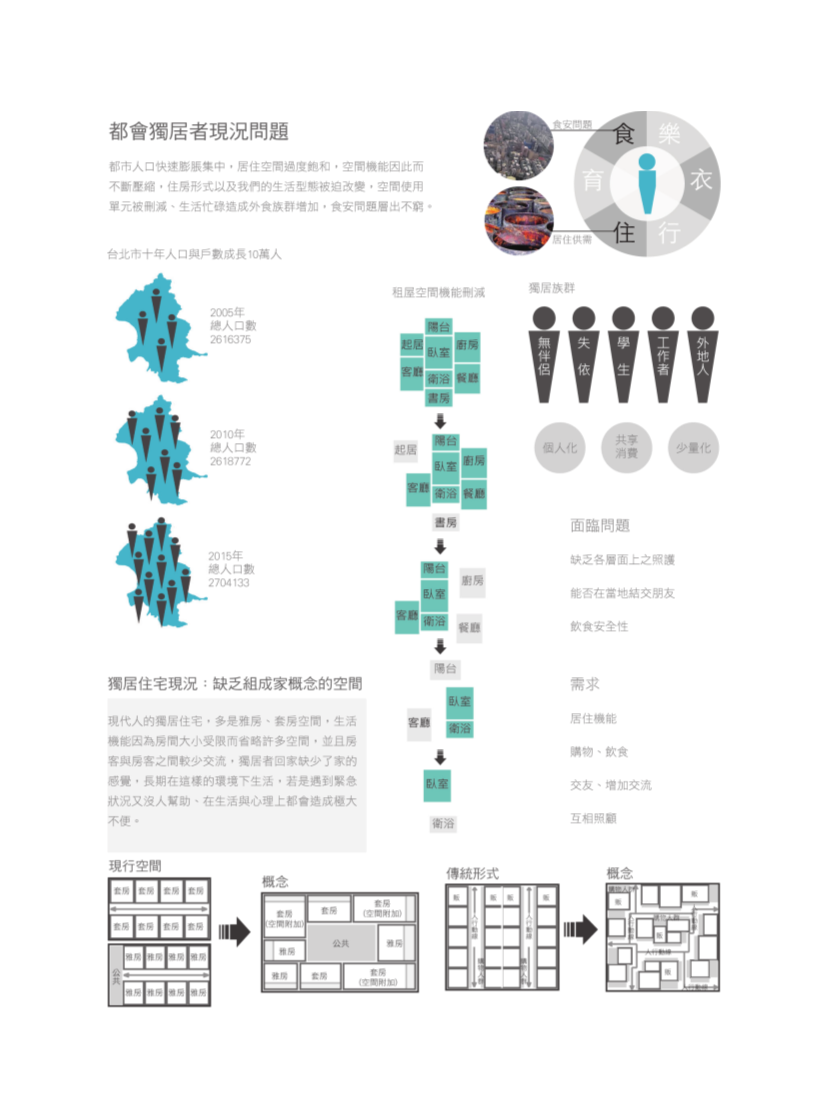 都會獨居者現況問題
都市人口快速膨脹集中，居住空間過度飽和，空間機能因此而
不斷壓縮，住房形式以及我們的生活型態被迫改變，空間使用
單元被刪減、生活忙碌造成外食族群增加，食安問題層出不窮。
食安問題
居住供需
食
樂
育
衣
住
行
台北市十年人口與戶數成長10萬人
2005年
總人口數
2616375
2010年
總人口數
2618772
2015年
總人口數
2704133
租屋空間機能刪減
陽台
起居
臥室
廚房
客廳
衛浴
餐廳
書房
陽台
起居
臥室
廚房
客廳
衛浴
餐廳
書房
陽台
廚房
臥室
客廳
衛浴
餐廳
陽台
臥室
客廳
衛浴
臥室
衛浴
獨居族群
無伴侶
失依
學生
工作者
外地人
個人化
共享
消費
少量化
面臨問題
缺乏各層面上之照護
能否在當地結交朋友
飲食安全性
需求
居住機能
購物、飲食
交友、增加交流
互相照顧
獨居住宅現況：缺乏組成家概念的空間
現代人的獨居住宅，多是雅房、套房空間，生活
機能因為房間大小受限而省略許多空間，並且房
客與房客之間較少交流，獨居者回家缺少了家的
感覺，長期在這樣的環境下生活，若是遇到緊急
狀況又沒人幫助、在生活與心理上都會造成極大
不便。
現行空間
套房 套房 套房 套房
套房 套房 套房 套房
公共
雅房 雅房 雅房 雅房
雅房 雅房 雅房 雅房
概念
套房
(空間附加)
套房
套房
(空間附加)
雅房
公共
雅房
雅房
套房
套房
(空間附加)
傳統形式
販 販 販 販
人行動線
人行動線
購物人群
購物人群
概念
購物人群
販
販
購物人群
販
人行動線
販
人行動線